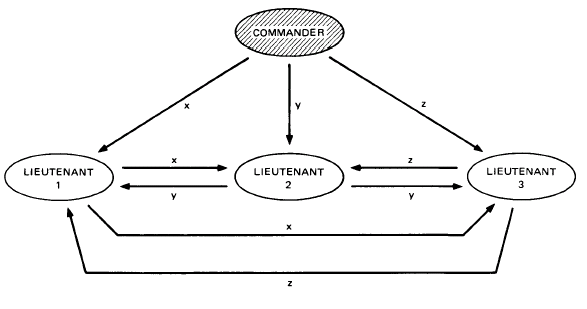 COMMANDER
x
y
z
LIEUTENANT
1
x
y
LIEUTENANT
2
z
y
LIEUTENANT
3
x
z